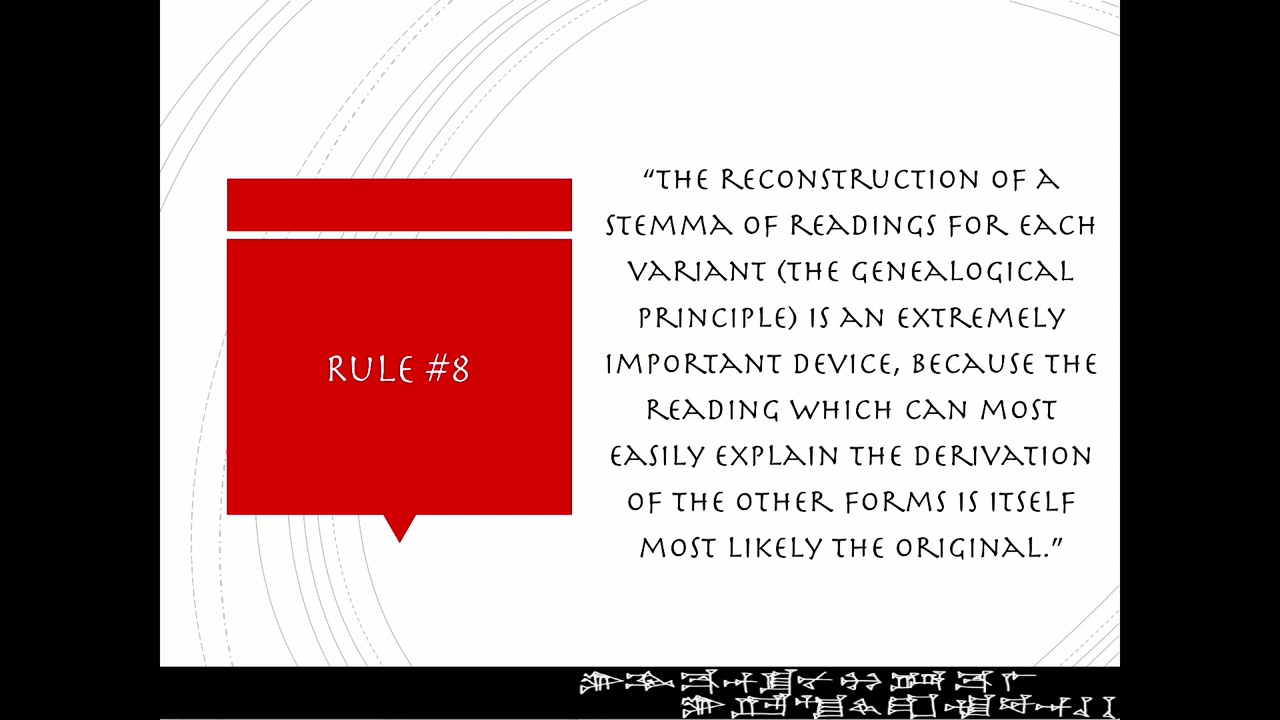 RULE #8
“THE RECONSTRUCTION OF A
STEMMA OF READINGS FOR EACH
VARIANT (THE GENEALOGICAL
PRINCIPLE) IS AN EXTREMELY
IMPORTANT DEVICE, BECAUSE THE
READING WHICH CAN MOST
EASILY EXPLAIN THE DERIVATION
OF THE OTHER FORMS IS ITSELF
MOST LIKELY THE ORIGINAL.”